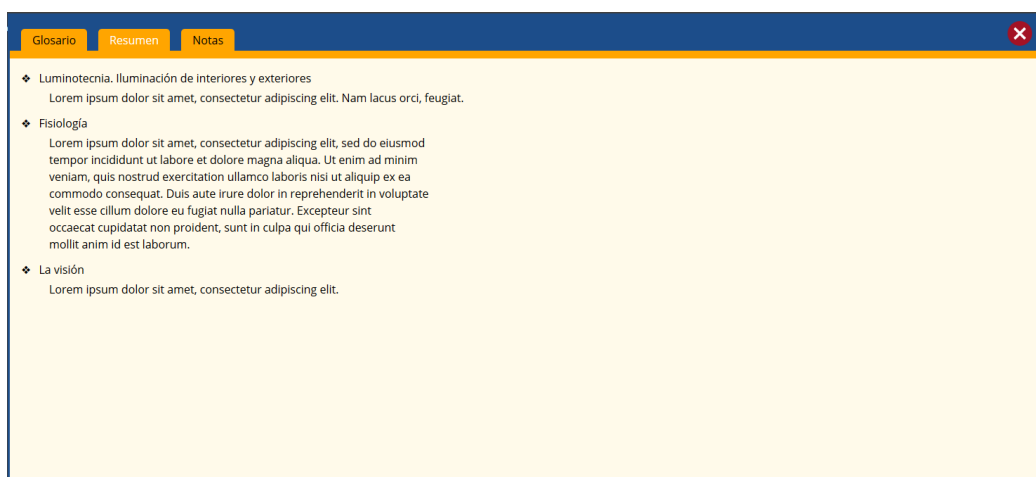 Glosario Resumen Notas
❖ Luminotecnia. Iluminación de interiores y exteriores
Lorem ipsum dolor sit amet, consectetur adipiscing elit. Nam lacus orci, feugiat.
❖ Fisiología
Lorem ipsum dolor sit amet, consectetur adipiscing elit, sed do eiusmod
tempor incididunt ut labore et dolore magna aliqua. Ut enim ad minim
veniam, quis nostrud exercitation ullamco laboris nisi ut aliquip ex ea
commodo consequat. Duis aute irure dolor in reprehenderit in voluptate
velit esse cillum dolore eu fugiat nulla pariatur. Excepteur sint
occaecat cupidatat non proident, sunt in culpa qui officia deserunt
mollit anim id est laborum.
❖ La visión
Lorem ipsum dolor sit amet, consectetur adipiscing elit.